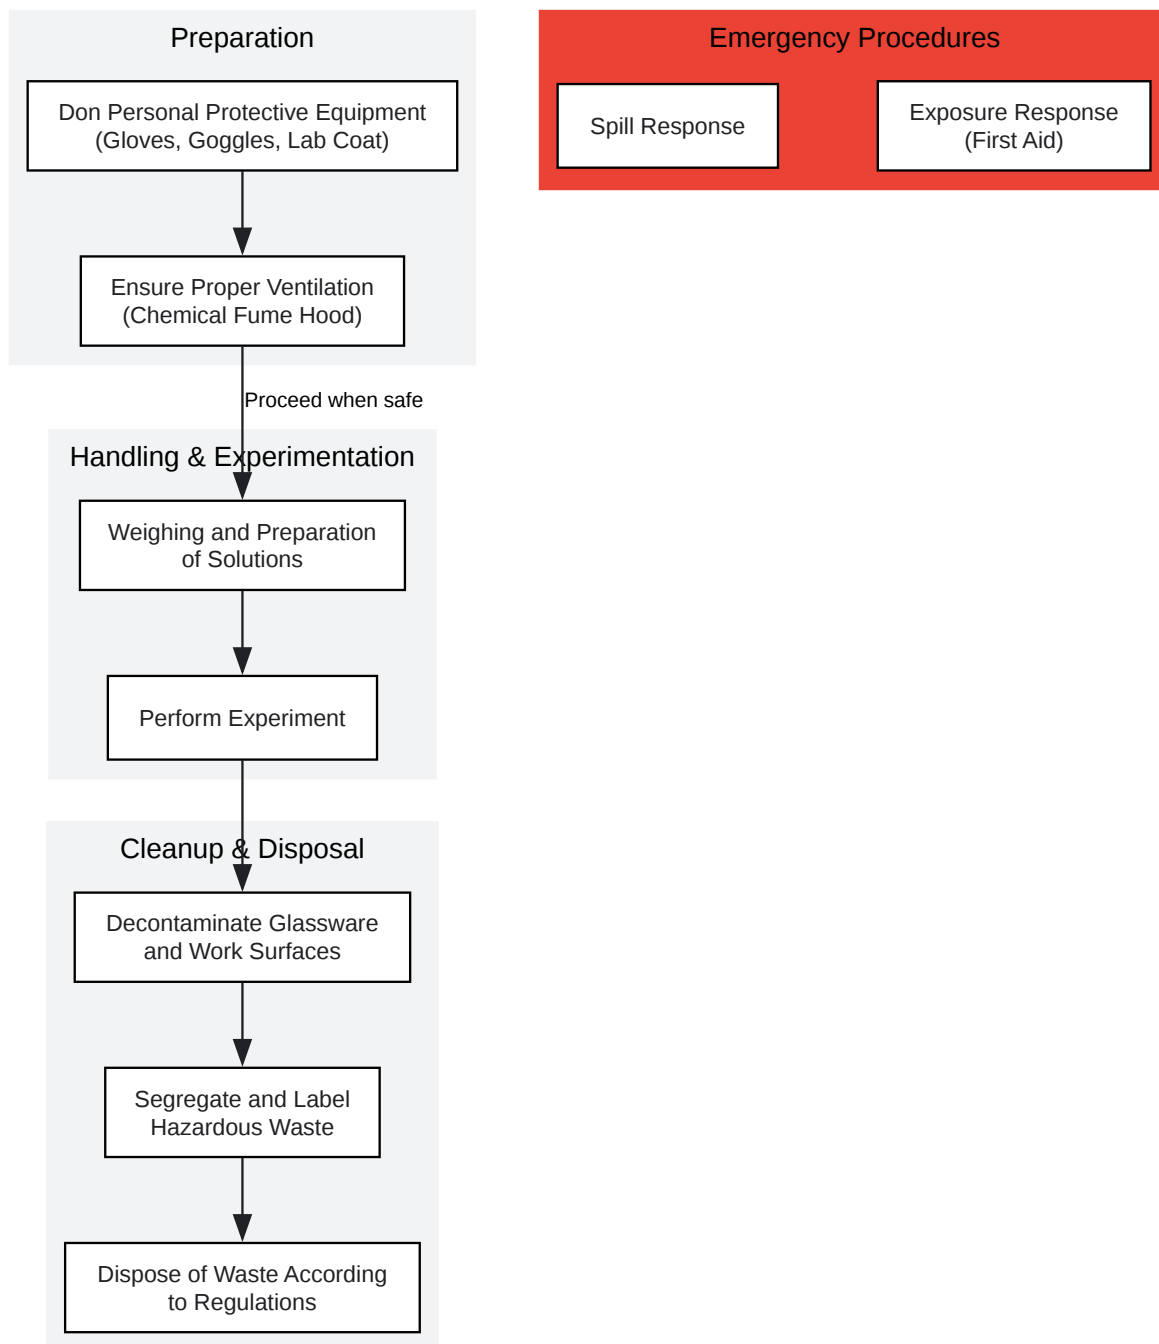 Preparation
Don Personal Protective Equipment
(Gloves, Goggles, Lab Coat)
Ensure Proper Ventilation
(Chemical Fume Hood)
Proceed when safe
Handling & Experimentation
Weighing and Preparation
of Solutions
Perform Experiment
Cleanup & Disposal
Decontaminate Glassware
and Work Surfaces
Segregate and Label
Hazardous Waste
Dispose of Waste According
to Regulations
Emergency Procedures
Spill Response
Exposure Response
(First Aid)